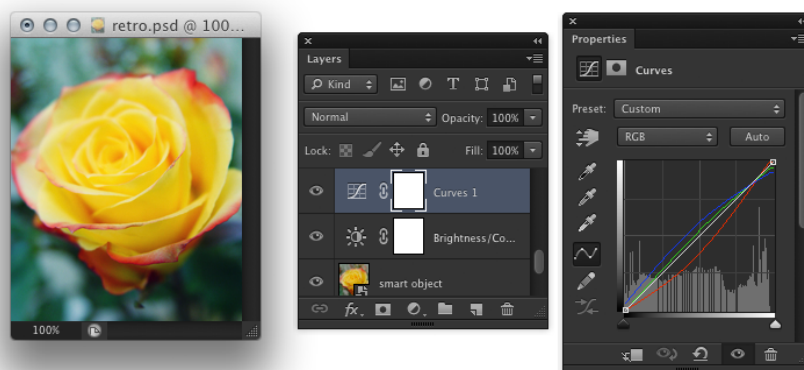 retro.psd @ 100...
100%
Layers
Kind
T
Normal
Opacity: 100%
Lock:
Fill: 100%
Curves 1
Brightness/Co...
smart object
fx
Properties
Curves
Preset: Custom
RGB
Auto